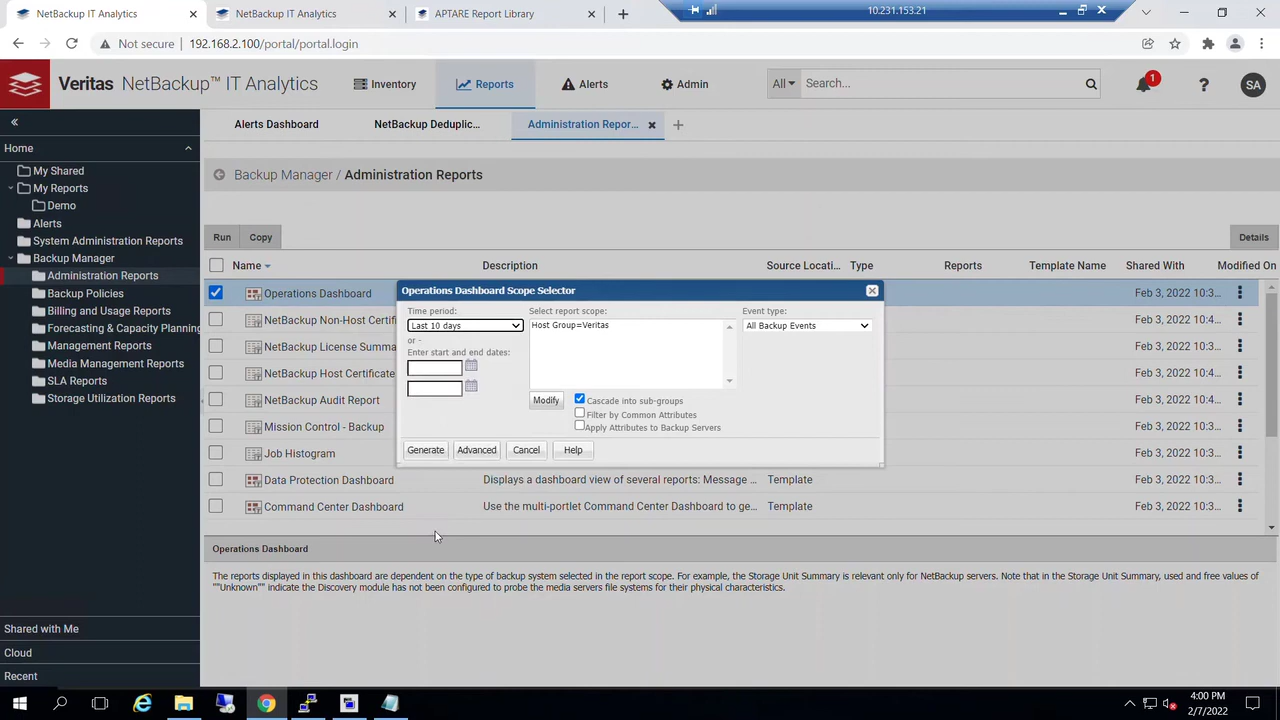 NetBackup IT Analytics
NetBackup IT Analytics
APTARE Report Library
10.231.153.21
Not secure | 192.168.2.100/portal/portal.login
Veritas NetBackup™ IT Analytics
Inventory
Reports
Alerts
Admin
All
Search...
1
?
SA
Home
My Shared
My Reports
Demo
Alerts
System Administration Reports
Backup Manager
Administration Reports
Backup Policies
Billing and Usage Reports
Forecasting & Capacity Planning
Management Reports
Media Management Reports
SLA Reports
Storage Utilization Reports
Shared with Me
Cloud
Recent
Alerts Dashboard
NetBackup Deduplic...
Administration Repor...
Backup Manager / Administration Reports
Run
Copy
Details
Name
Description
Source Locati...
Type
Reports
Template Name
Shared With
Modified On
Operations Dashboard
Feb 3, 2022 10:3...
NetBackup Non-Host Certifi
Feb 3, 2022 10:4...
NetBackup License Summa
Feb 3, 2022 10:3...
NetBackup Host Certificate
Feb 3, 2022 10:4...
NetBackup Audit Report
Feb 3, 2022 10:4...
Mission Control - Backup
Feb 3, 2022 10:3...
Job Histogram
Feb 3, 2022 10:3...
Data Protection Dashboard
Displays a dashboard view of several reports: Message ...
Template
Feb 3, 2022 10:3...
Command Center Dashboard
Use the multi-portlet Command Center Dashboard to ge...
Template
Feb 3, 2022 10:3...
Operations Dashboard Scope Selector
Time period:
Last 10 days
or -
Enter start and end dates:
Select report scope:
Host Group=Veritas
Modify
Cascade into sub-groups
Filter by Common Attributes
Apply Attributes to Backup Servers
Event type:
All Backup Events
Generate
Advanced
Cancel
Help
Operations Dashboard
The reports displayed in this dashboard are dependent on the type of backup system selected in the report scope. For example, the Storage Unit Summary is relevant only for NetBackup servers. Note that in the Storage Unit Summary, used and free values of
""Unknown"" indicate the Discovery module has not been configured to probe the media servers file systems for their physical characteristics.
4:00 PM
2/7/2022